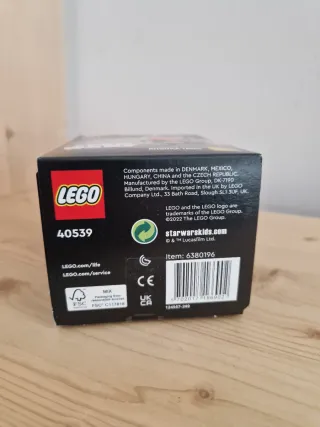 Components made in DENMARK, MEXICO,
HUNGARY, CHINA and the CZECH REPUBLIC.
Manufactured by the LEGO Group, DK-7190
Billund, Denmark. Imported in the UK by LEGO
Company Ltd., 33 Bath Road, Slough SL1 3UF, UK.
LEGO and the LEGO logo are
trademarks of the LEGO Group.
©2022 The LEGO Group.
LEGO
40539
starwarskids.com
© & ™ Lucasfilm Ltd.
LEGO.com/life
LEGO.com/service
Item: 6380196
MIX
FSC
UK
CA